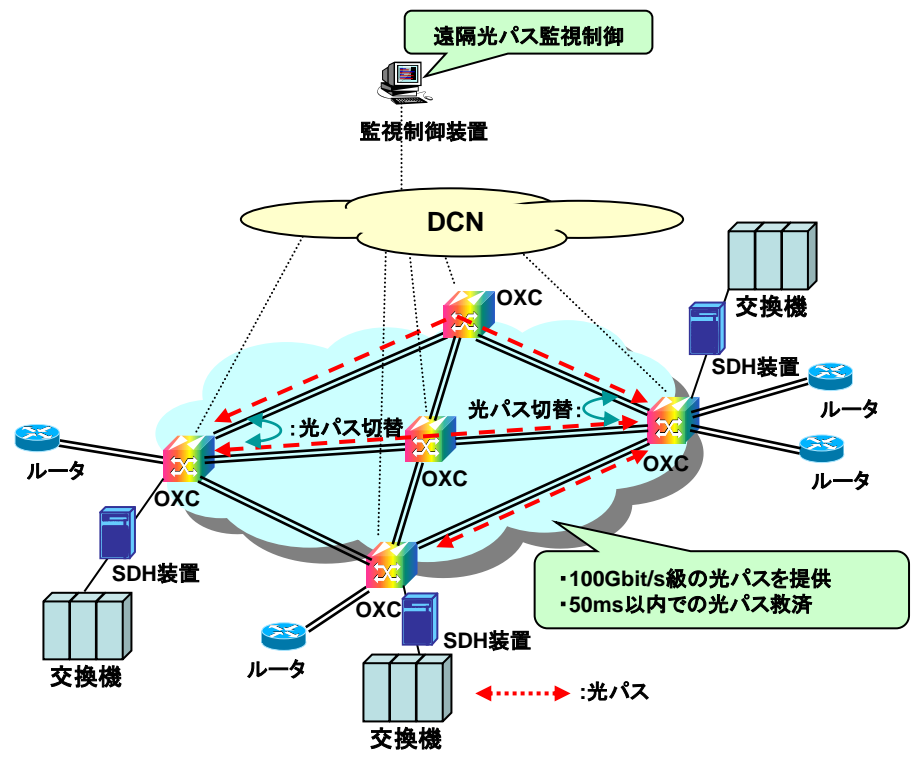 遠隔光パス監視制御
監視制御装置
DCN
OXC
交換機
SDH装置
ルータ
光パス切替:
:光パス切替
ルータ
OXC
OXC
ルータ
OXC
SDH装置
・100Gbit/s級の光パスを提供
・50ms以内での光パス救済
OXC
SDH装置
ルータ
交換機
:光パス
交換機